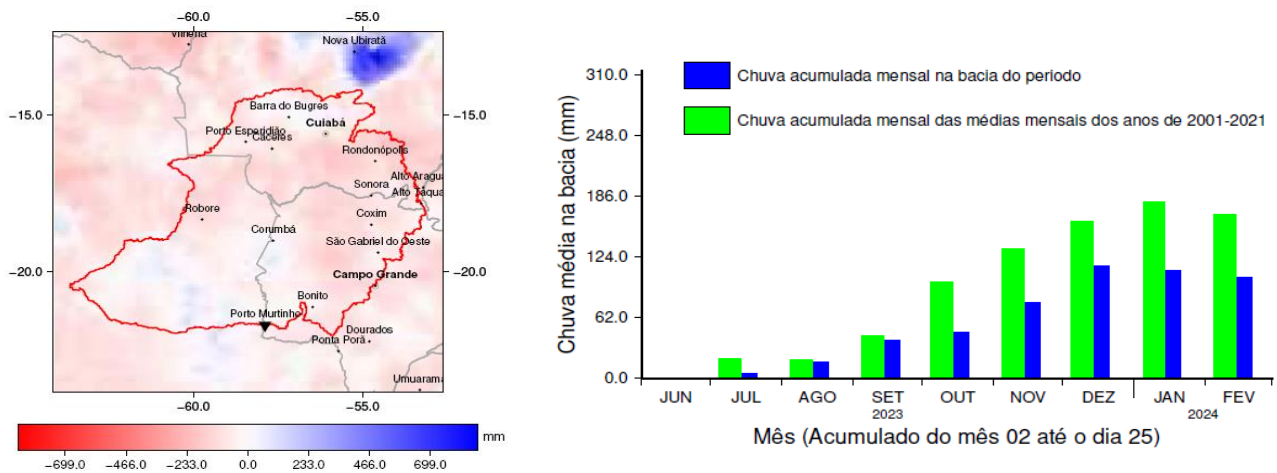 −60.0 −55.0
Vilhena
Nova Ubiratã
−15.0 −15.0
Barra do Bugres
Cuiabá
Porto Esperidião
Cáceres
Rondonópolis
Alto Aragua
Sonora
Alto Taqua
Robore
Coxim
Corumbá
São Gabriel do Oeste
−20.0 −20.0
Campo Grande
Bonito
Porto Murtinho
Dourados
Ponta Porã
Umuarama
−60.0 −55.0
mm
−699.0 −466.0 −233.0 0.0 233.0 466.0 699.0
Chuva média na bacia (mm)
310.0
248.0
186.0
124.0
62.0
0.0
Chuva acumulada mensal na bacia do periodo
Chuva acumulada mensal das médias mensais dos anos de 2001-2021
JUN JUL AGO SET OUT NOV DEZ JAN FEV
2023 2024
Mês (Acumulado do mês 02 até o dia 25)